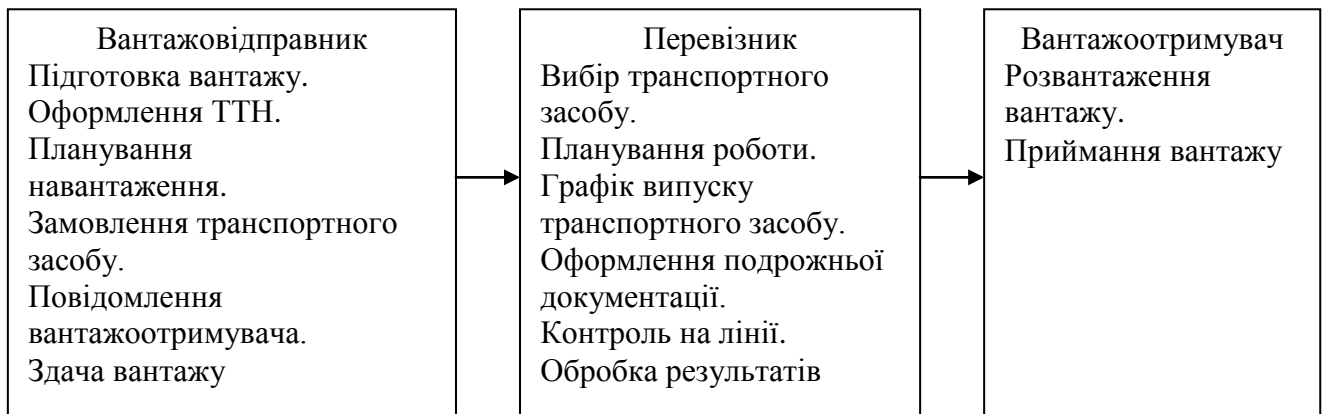 Вантажовідправник
Підготовка вантажу.
Оформлення ТТН.
Планування
навантаження.
Замовлення транспортного
засобу.
Повідомлення
вантажоотримувача.
Здача вантажу
Перевізник
Вибір транспортного
засобу.
Планування роботи.
Графік випуску
транспортного засобу.
Оформлення подрожньої
документації.
Контроль на лінії.
Обробка результатів
Вантажоотримувач
Розвантаження
вантажу.
Приймання вантажу